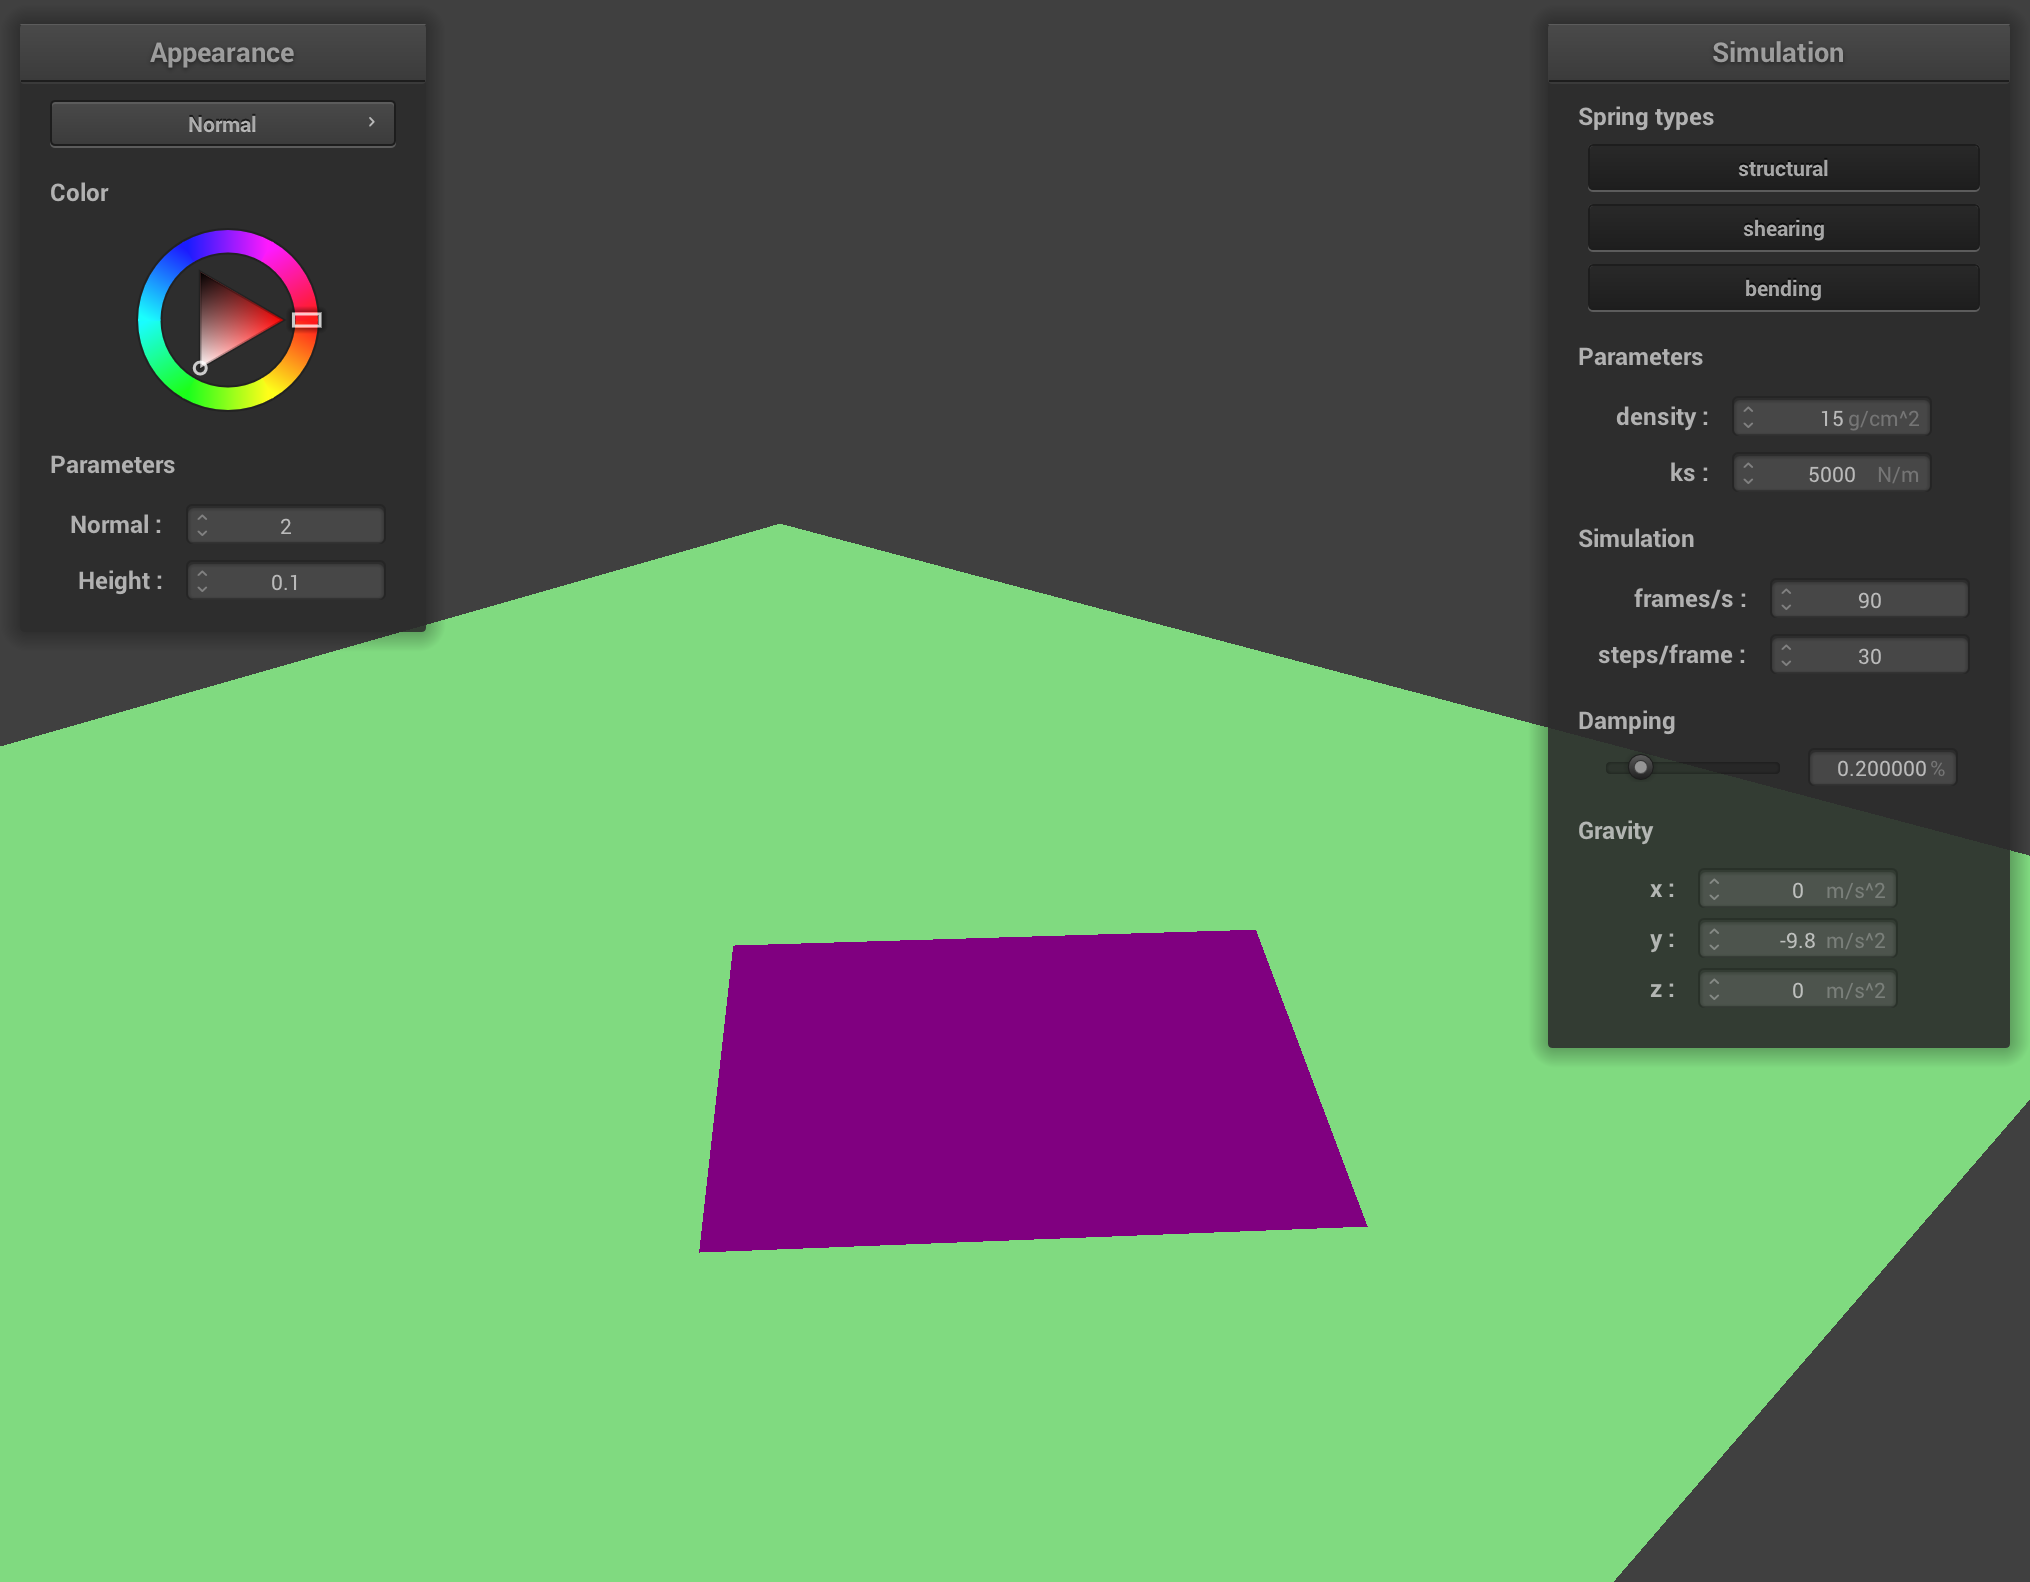 Appearance
Normal
Color
Parameters
Normal : 2
Height : 0.1
Simulation
Spring types
structural
shearing
bending
Parameters
density : 15 g/cm^2
ks : 5000 N/m
Simulation
frames/s : 90
steps/frame : 30
Damping
0.200000 %
Gravity
x : 0 m/s^2
y : -9.8 m/s^2
z : 0 m/s^2